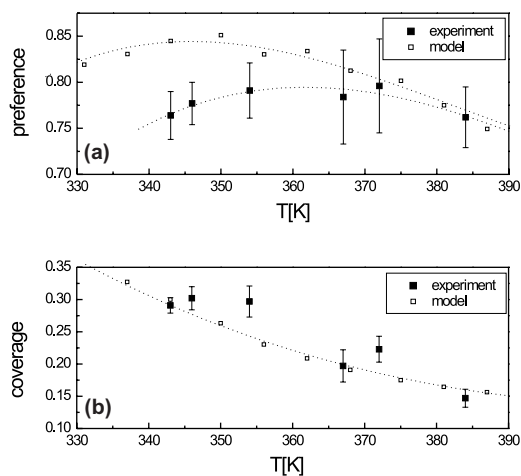 0.85
0.80
0.75
0.70
preference
experiment
model
(a)
330 340 350 360 370 380 390
T[K]
0.35
0.30
0.25
0.20
0.15
0.10
coverage
experiment
model
(b)
330 340 350 360 370 380 390
T[K]